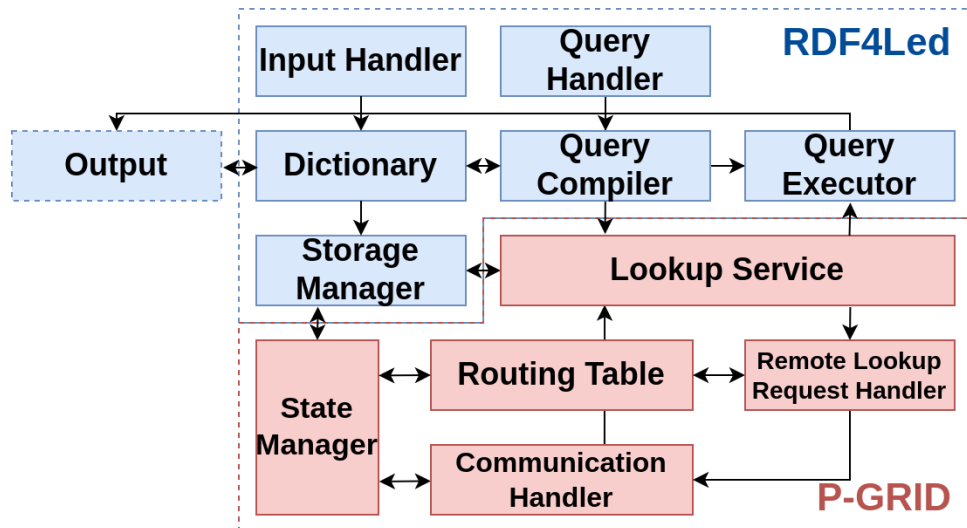 RDF4Led
Input Handler
Query
Handler
Output
Dictionary
Query
Compiler
Query
Executor
Storage
Manager
Lookup Service
State
Manager
Routing Table
Remote Lookup
Request Handler
Communication
Handler
P-GRID